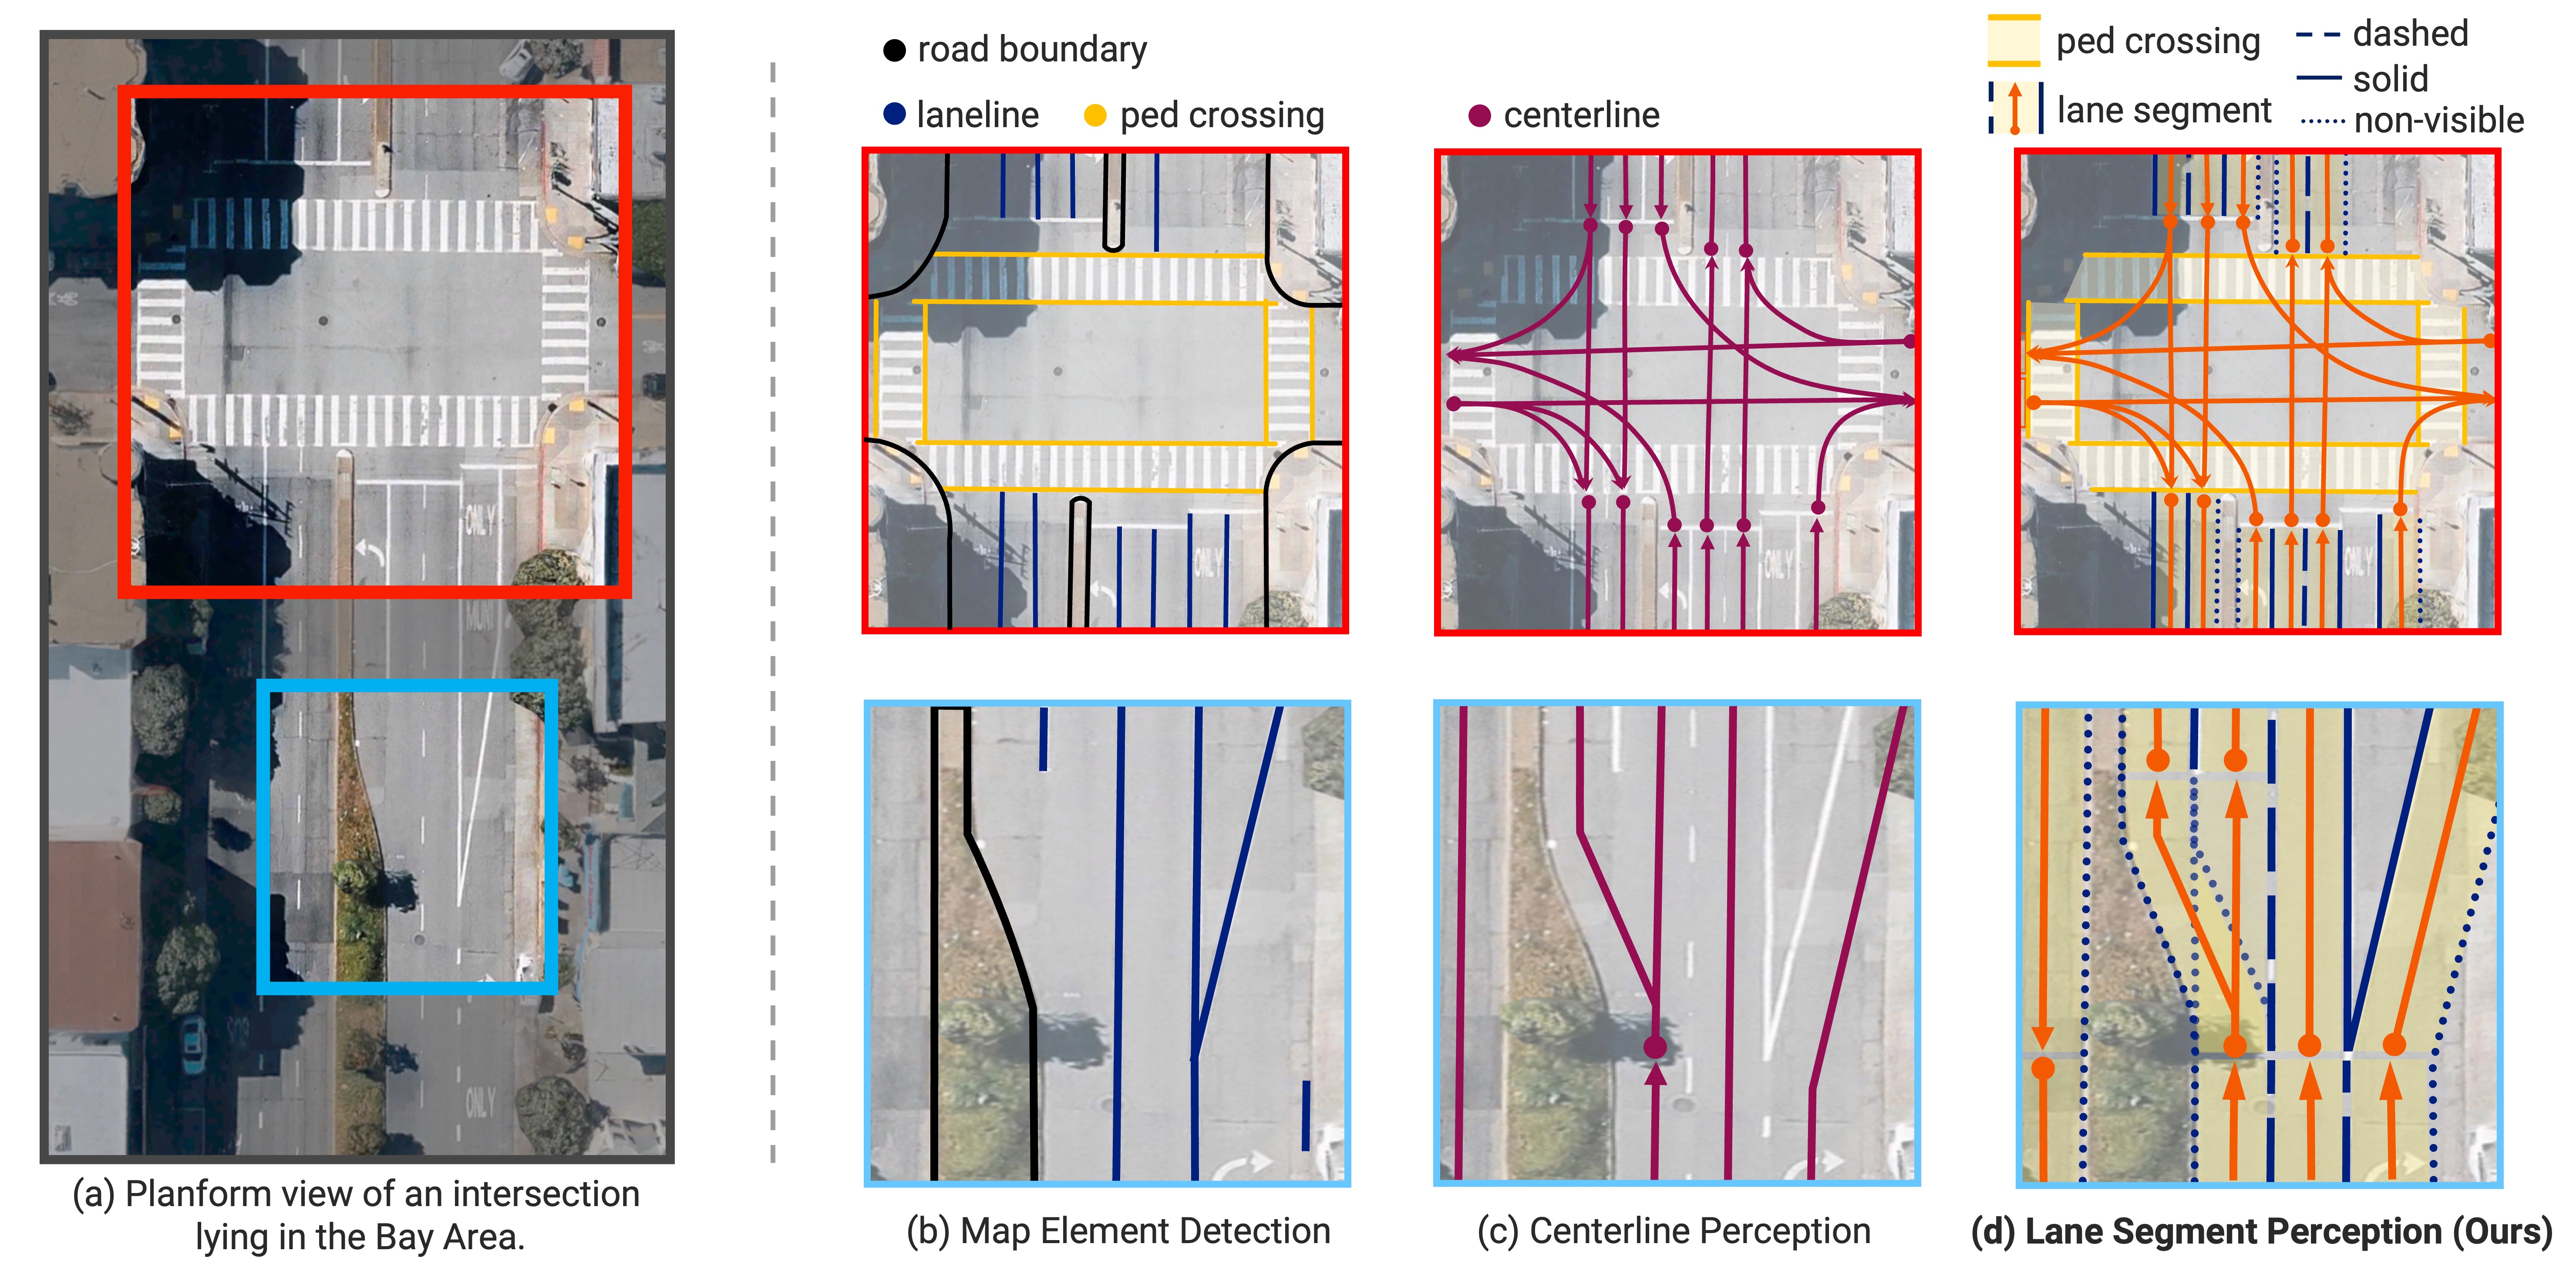 road boundary
laneline
ped crossing
centerline
ped crossing
lane segment
dashed
solid
non-visible
ONLY
ONLY
ONLY
ONLY
ONLY
(a) Planform view of an intersection
lying in the Bay Area.
(b) Map Element Detection
(c) Centerline Perception
(d) Lane Segment Perception (Ours)